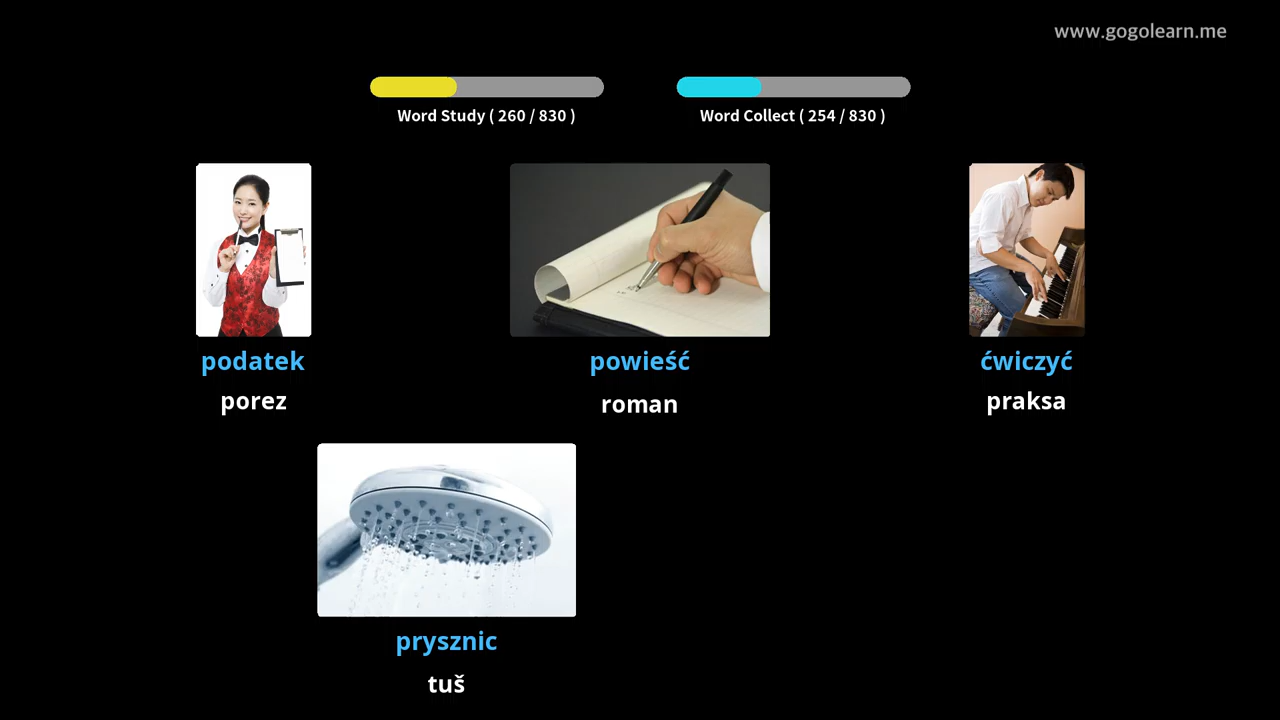 www.gogolearn.me
Word Study ( 260 / 830 )
Word Collect ( 254 / 830 )
podatek
porez
powieść
roman
ćwiczyć
praksa
prysznic
tuš